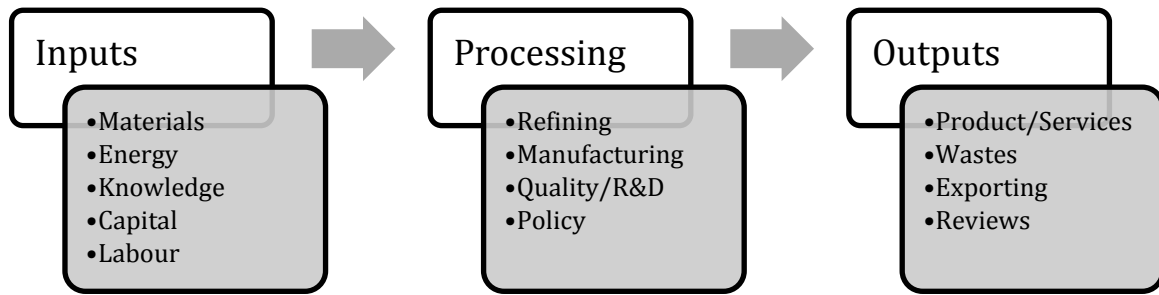 Inputs
•Materials
•Energy
•Knowledge
•Capital
•Labour
Processing
•Refining
•Manufacturing
•Quality/R&D
•Policy
Outputs
•Product/Services
•Wastes
•Exporting
•Reviews